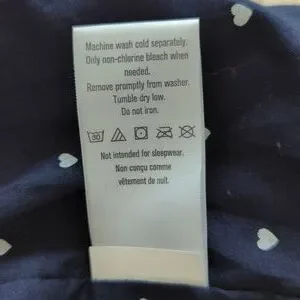 Machine wash cold separately.
Only non-chlorine bleach when
needed.
Remove promptly from washer.
Tumble dry low.
Do not iron.
30
Not intended for sleepwear.
Non conçu comme
vêtement de nuit.